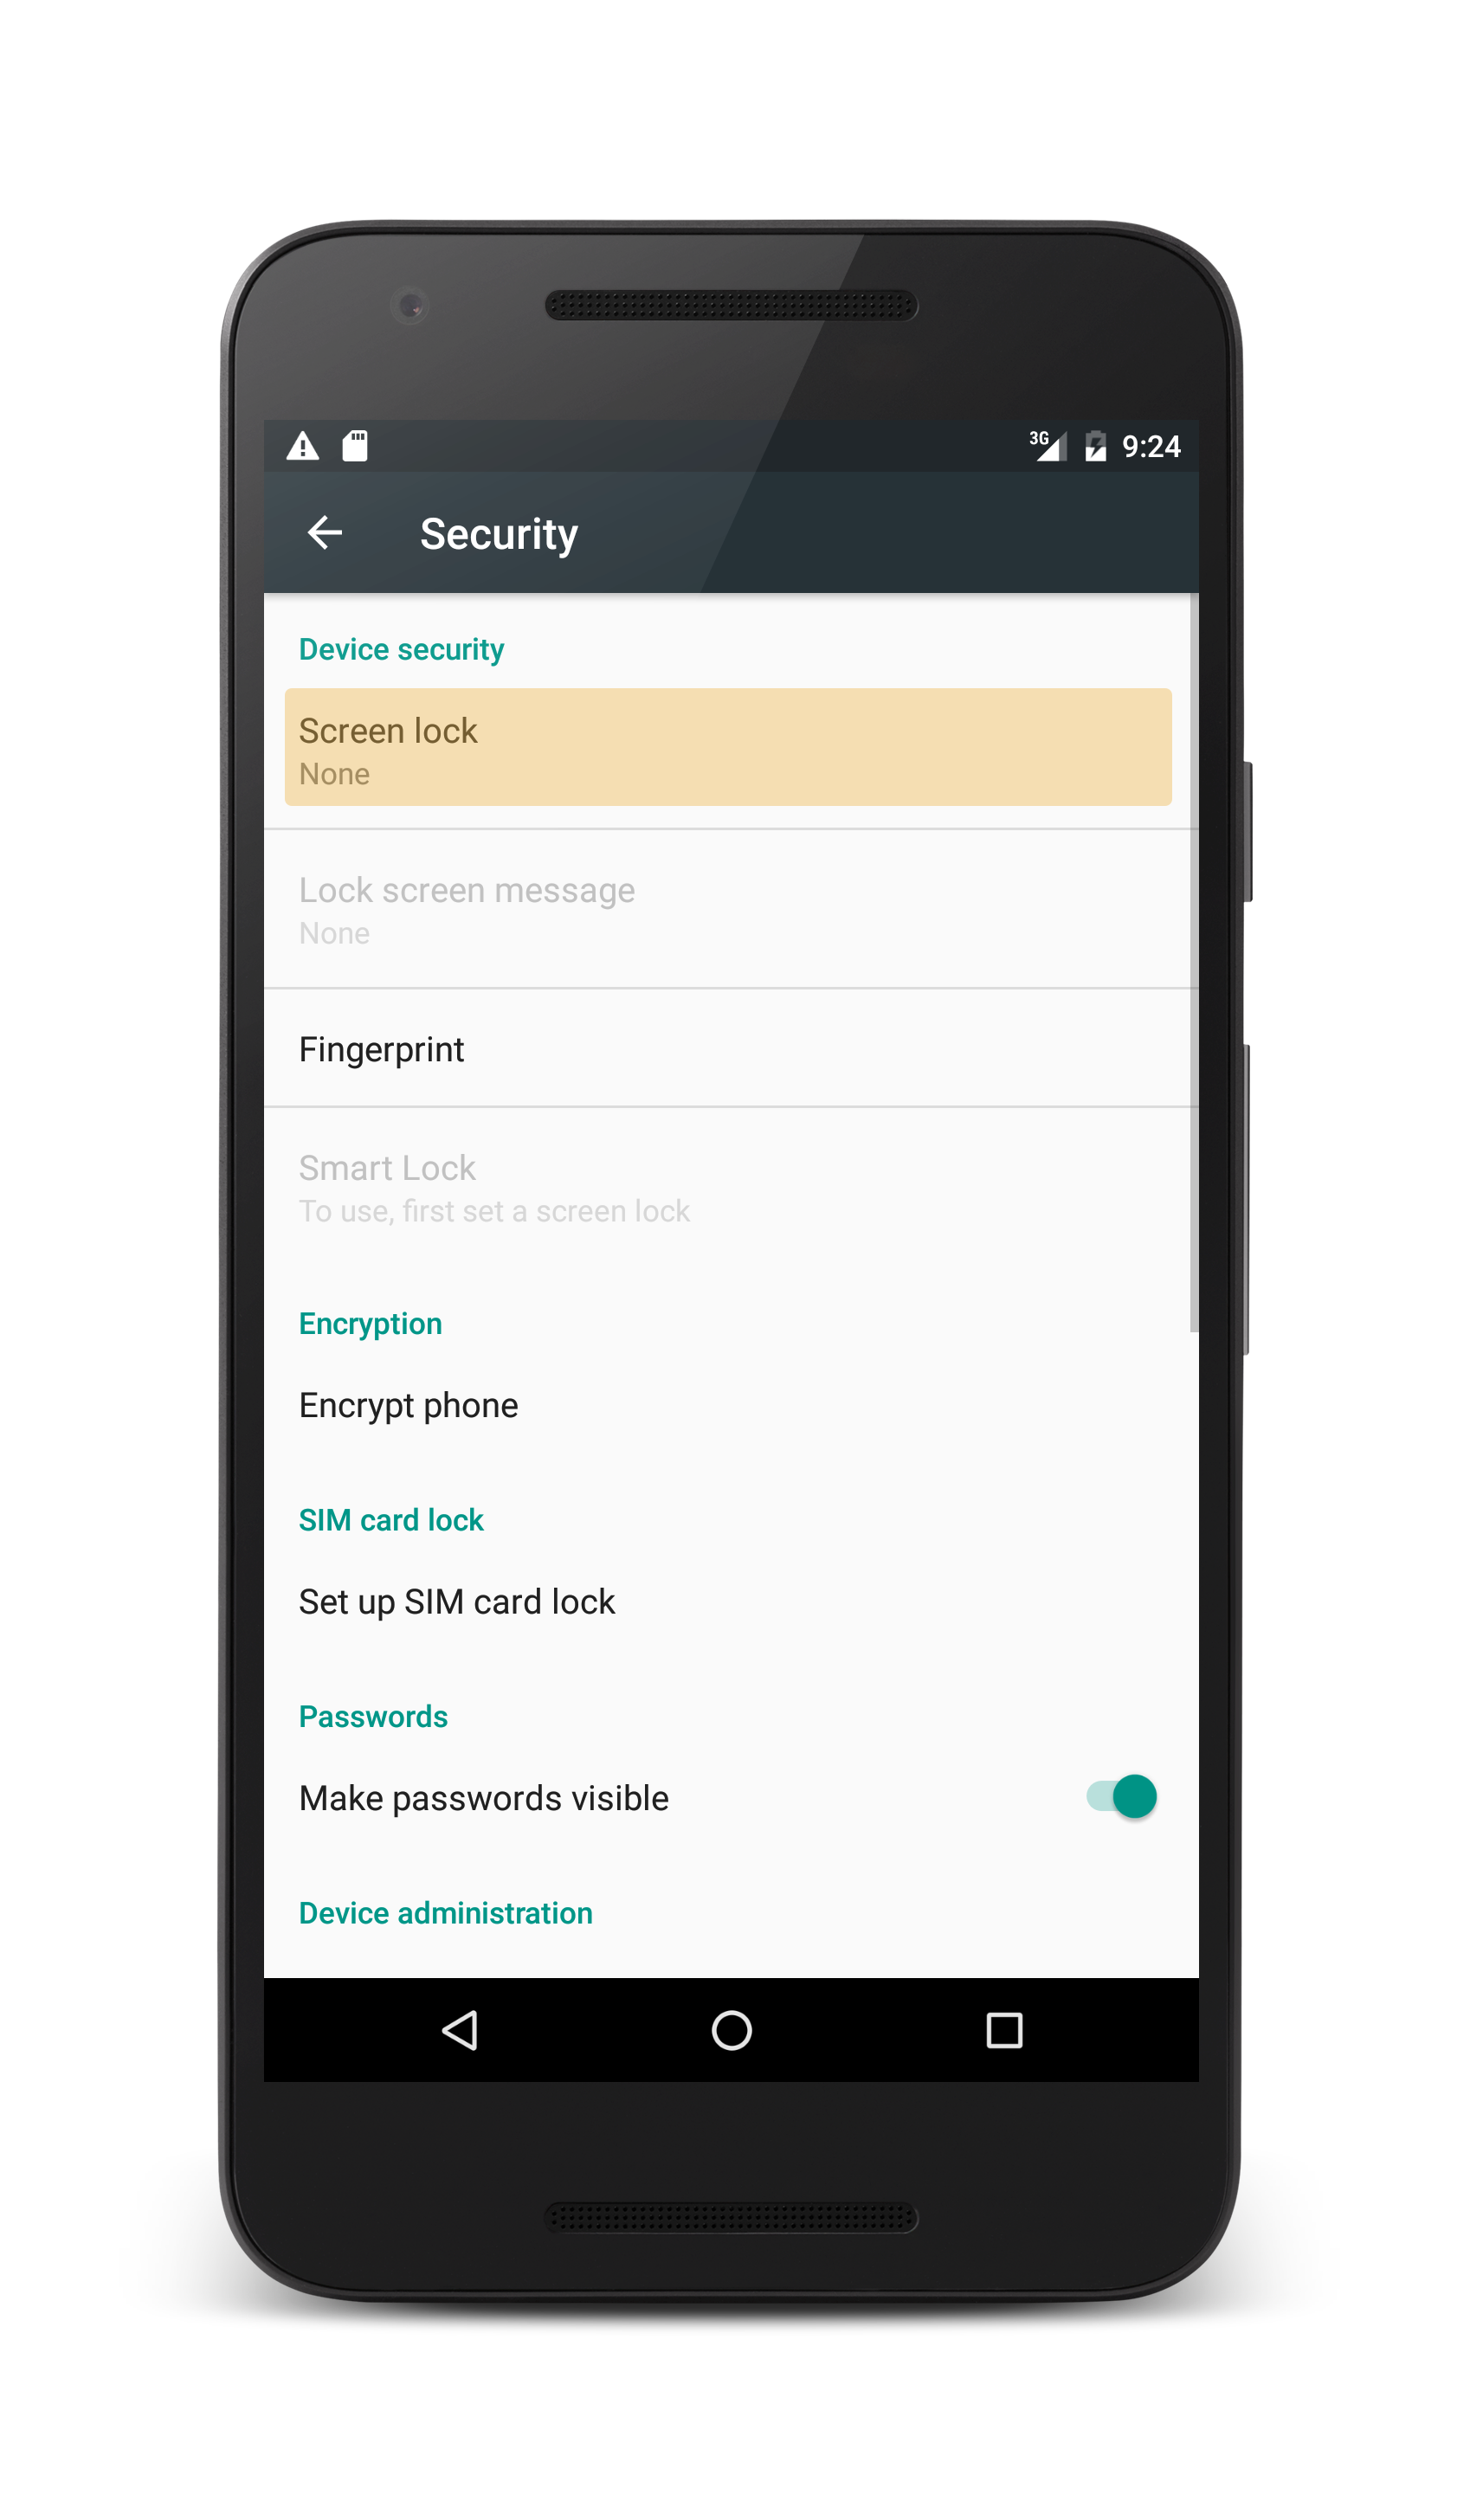 3G 9:24
Security
Device security
Screen lock
None
Lock screen message
None
Fingerprint
Smart Lock
To use, first set a screen lock
Encryption
Encrypt phone
SIM card lock
Set up SIM card lock
Passwords
Make passwords visible
Device administration